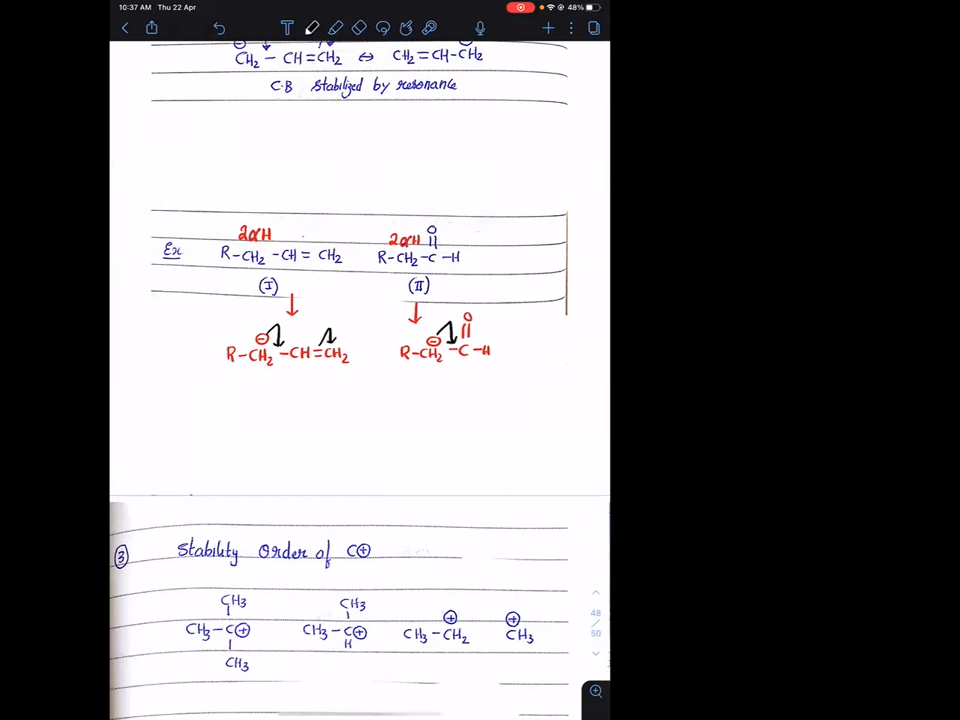 10:37 AM Thu 22 Apr 48%
CH2 - CH=CH2 ⇔ CH2=CH-CH2
C.B stabilized by resonance
2αH 2αH O
Ex R-CH2-CH=CH2 R-CH2-C-H
(I) (II)
⊖ ⊖ O
R-CH2-CH=CH2 R-CH2-C-H
③ Stability Order of C⊕
CH3 CH3 ⊕ ⊕
CH3-C⊕ CH3-C⊕ CH3-CH2 CH3
CH3 H
48
/
50